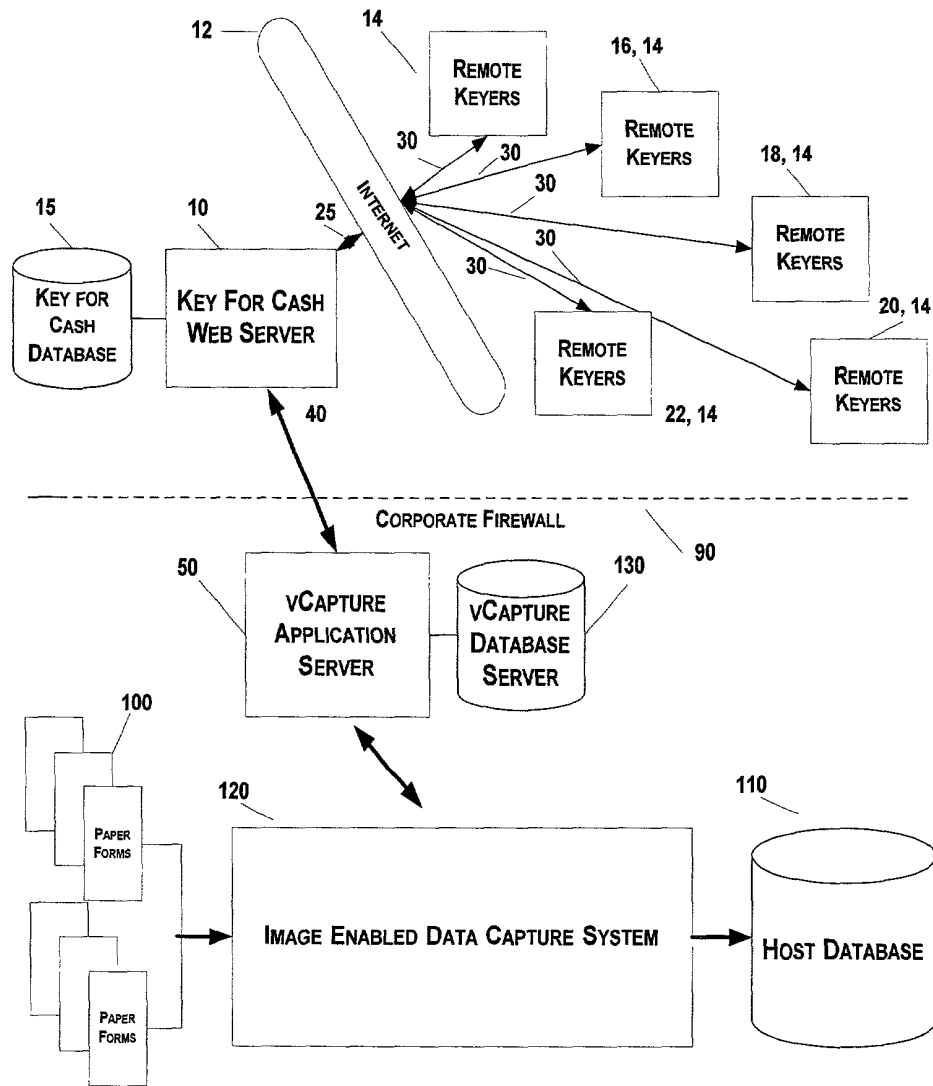 12
14
REMOTE
KEYERS
16, 14
REMOTE
KEYERS
30
30
18, 14
30
REMOTE
KEYERS
INTERNET
15
10
25
30
30
KEY FOR
CASH
DATABASE
KEY FOR CASH
WEB SERVER
20, 14
REMOTE
KEYERS
REMOTE
KEYERS
40
22, 14
CORPORATE FIREWALL
90
50
130
VCAPTURE
APPLICATION
SERVER
VCAPTURE
DATABASE
SERVER
100
120
110
PAPER
FORMS
IMAGE ENABLED DATA CAPTURE SYSTEM
HOST DATABASE
PAPER
FORMS